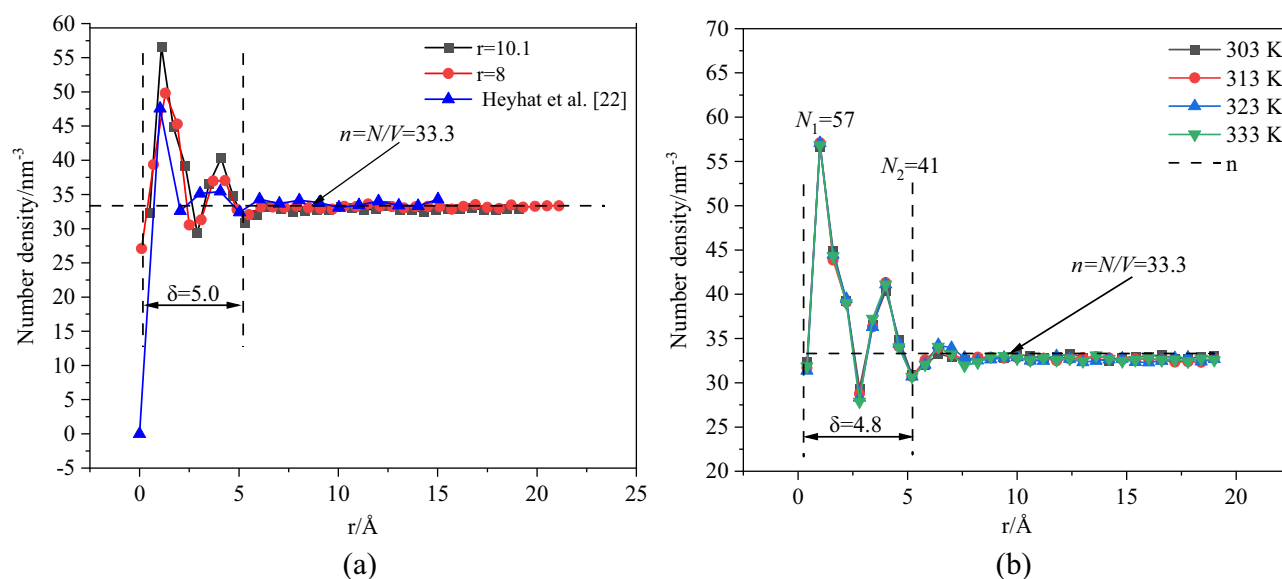 60
55
50
45
40
35
30
25
20
15
10
5
0
-5
Number density/nm-3
r=10.1
r=8
Heyhat et al. [22]
n=N/V=33.3
δ=5.0
0 5 10 15 20 25
r/Å
(a)
70
65
60
55
50
45
40
35
30
25
20
Number density/nm-3
303 K
313 K
323 K
333 K
n
N1=57
N2=41
n=N/V=33.3
δ=4.8
0 5 10 15 20
r/Å
(b)